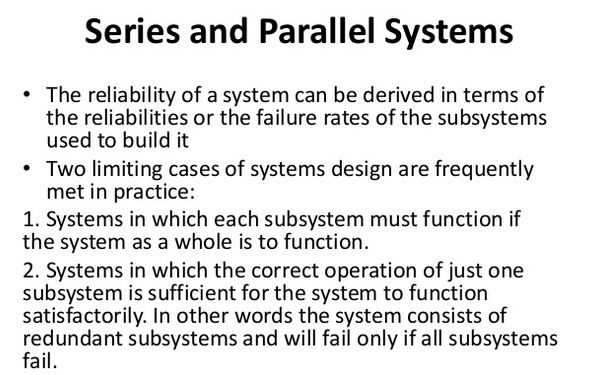 Series and Parallel Systems
• The reliability of a system can be derived in terms of
the reliabilities or the failure rates of the subsystems
used to build it
• Two limiting cases of systems design are frequently
met in practice:
1. Systems in which each subsystem must function if
the system as a whole is to function.
2. Systems in which the correct operation of just one
subsystem is sufficient for the system to function
satisfactorily. In other words the system consists of
redundant subsystems and will fail only if all subsystems
fail.